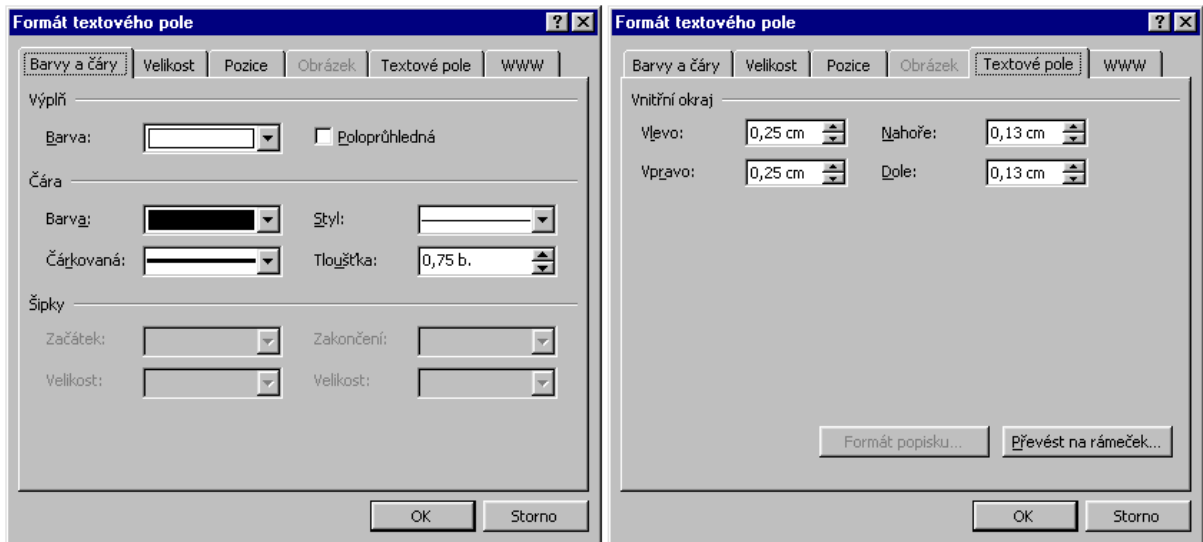 Formát textového pole
Barvy a čáry Velikost Pozice Obrázek Textové pole WWW
Výplň
Barva: Poloprůhledná
Čára
Barva: Styl:
Čárkovaná: Tloušťka: 0,75 b.
Šipky
Začátek: Zakončení:
Velikost: Velikost:
OK Storno
Formát textového pole
Barvy a čáry Velikost Pozice Obrázek Textové pole WWW
Vnitřní okraj
Vlevo: 0,25 cm Nahoře: 0,13 cm
Vpravo: 0,25 cm Dole: 0,13 cm
Formát popisku... Převést na rámeček...
OK Storno